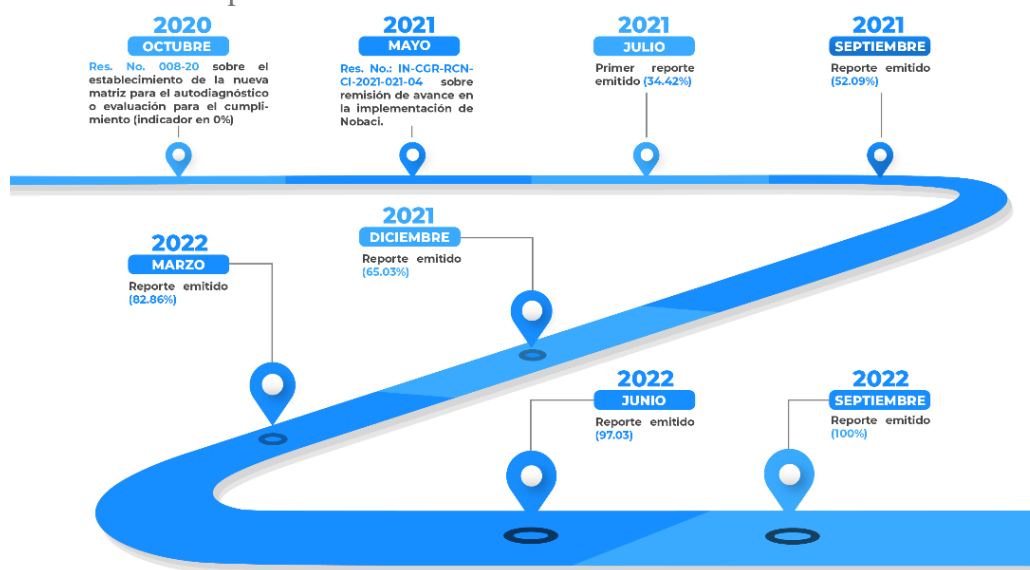 2020
OCTUBRE
Res. No. 008-20 sobre el
establecimiento de la nueva
matriz para el autodiagnóstico
o evaluación para el cumpli-
miento (indicador en 0%)
2021
MAYO
Res. No.: IN-CGR-RCN-
CI-2021-021-04 sobre
remisión de avance en
la implementación de
Nobaci.
2021
JULIO
Primer reporte
emitido (34.42%)
2021
SEPTIEMBRE
Reporte emitido
(52.09%)
2021
DICIEMBRE
Reporte emitido
(65.03%)
2022
MARZO
Reporte emitido
(82.86%)
2022
JUNIO
Reporte emitido
(97.03)
2022
SEPTIEMBRE
Reporte emitido
(100%)